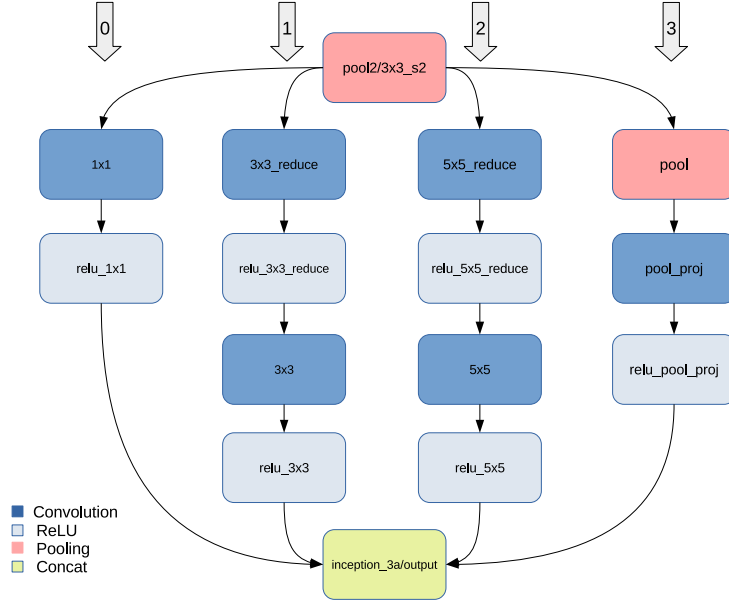 0
1
2
3
pool2/3x3_s2
1x1
3x3_reduce
5x5_reduce
pool
relu_1x1
relu_3x3_reduce
relu_5x5_reduce
pool_proj
3x3
5x5
relu_pool_proj
relu_3x3
relu_5x5
Convolution
ReLU
Pooling
Concat
inception_3a/output